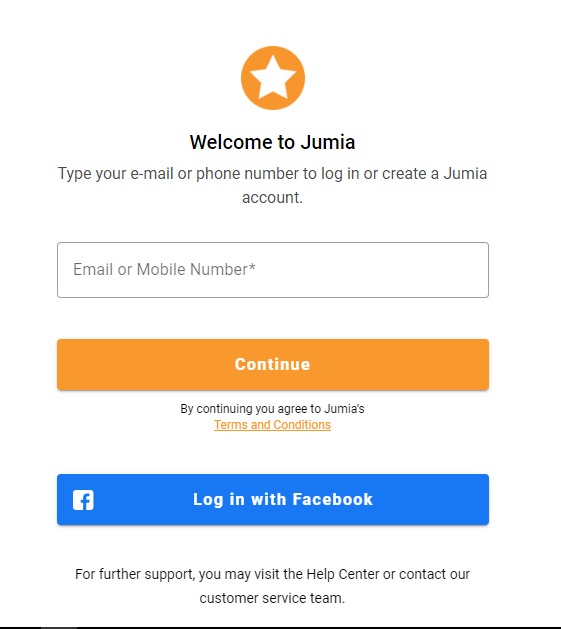 Welcome to Jumia
Type your e-mail or phone number to log in or create a Jumia
account.
Email or Mobile Number*
Continue
By continuing you agree to Jumia's
Terms and Conditions
Log in with Facebook
For further support, you may visit the Help Center or contact our
customer service team.